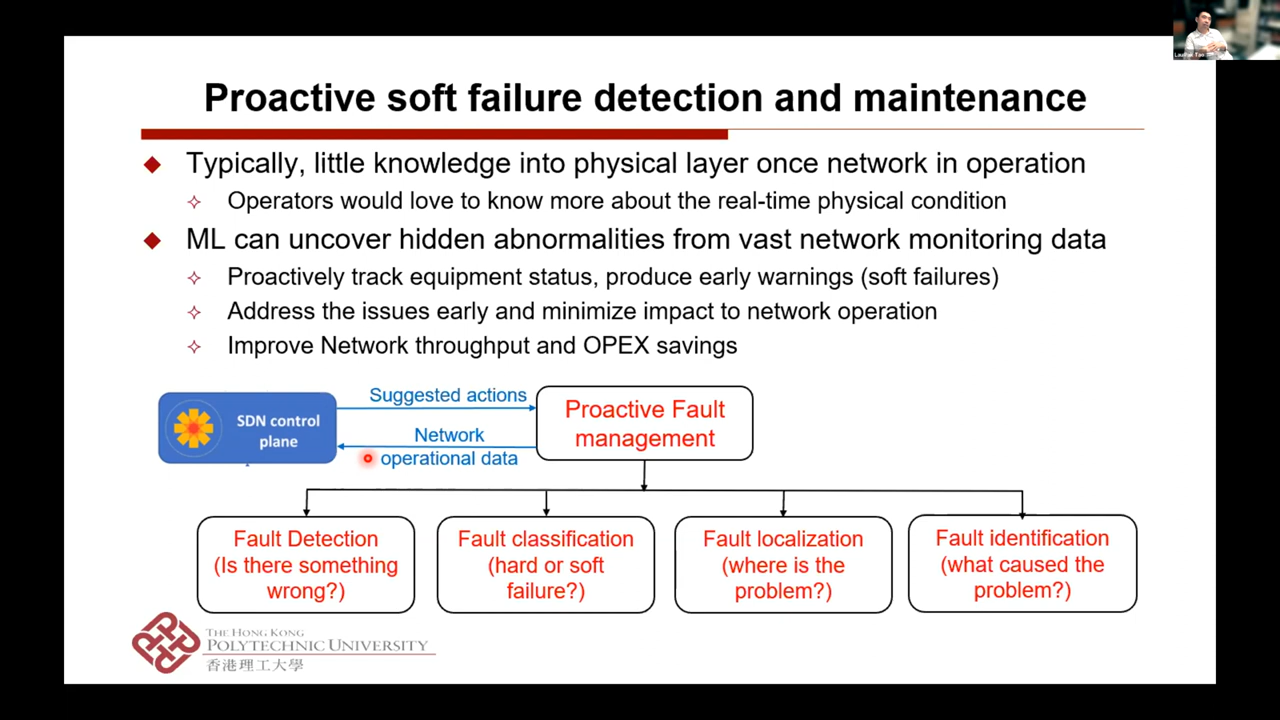 Proactive soft failure detection and maintenance
Typically, little knowledge into physical layer once network in operation
Operators would love to know more about the real-time physical condition
ML can uncover hidden abnormalities from vast network monitoring data
Proactively track equipment status, produce early warnings (soft failures)
Address the issues early and minimize impact to network operation
Improve Network throughput and OPEX savings
SDN control
plane
Suggested actions
Network
operational data
Proactive Fault
management
Fault Detection
(Is there something
wrong?)
Fault classification
(hard or soft
failure?)
Fault localization
(where is the
problem?)
Fault identification
(what caused the
problem?)
THE HONG KONG
POLYTECHNIC UNIVERSITY
香港理工大學